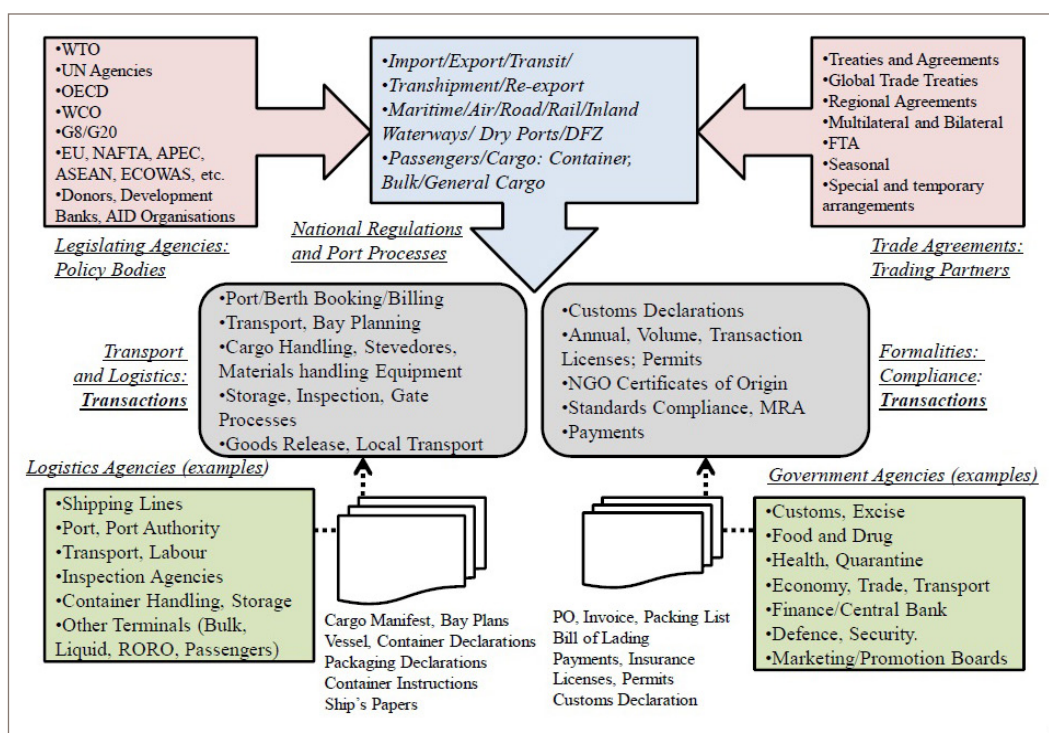 •WTO
•UN Agencies
•OECD
•WCO
•G8/G20
•EU, NAFTA, APEC,
ASEAN, ECOWAS, etc.
•Donors, Development
Banks, AID Organisations
Legislating Agencies:
Policy Bodies
•Import/Export/Transit/
•Transhipment/Re-export
•Maritime/Air/Road/Rail/Inland
Waterways/ Dry Ports/DFZ
•Passengers/Cargo: Container,
Bulk/General Cargo
National Regulations
and Port Processes
•Treaties and Agreements
•Global Trade Treaties
•Regional Agreements
•Multilateral and Bilateral
•FTA
•Seasonal
•Special and temporary
arrangements
Trade Agreements:
Trading Partners
Transport
and Logistics:
Transactions
•Port/Berth Booking/Billing
•Transport, Bay Planning
•Cargo Handling, Stevedores,
Materials handling Equipment
•Storage, Inspection, Gate
Processes
•Goods Release, Local Transport
•Customs Declarations
•Annual, Volume, Transaction
Licenses; Permits
•NGO Certificates of Origin
•Standards Compliance, MRA
•Payments
Formalities:
Compliance:
Transactions
Logistics Agencies (examples)
•Shipping Lines
•Port, Port Authority
•Transport, Labour
•Inspection Agencies
•Container Handling, Storage
•Other Terminals (Bulk,
Liquid, RORO, Passengers)
Cargo Manifest, Bay Plans
Vessel, Container Declarations
Packaging Declarations
Container Instructions
Ship's Papers
PO, Invoice, Packing List
Bill of Lading
Payments, Insurance
Licenses, Permits
Customs Declaration
Government Agencies (examples)
•Customs, Excise
•Food and Drug
•Health, Quarantine
•Economy, Trade, Transport
•Finance/Central Bank
•Defence, Security.
•Marketing/Promotion Boards